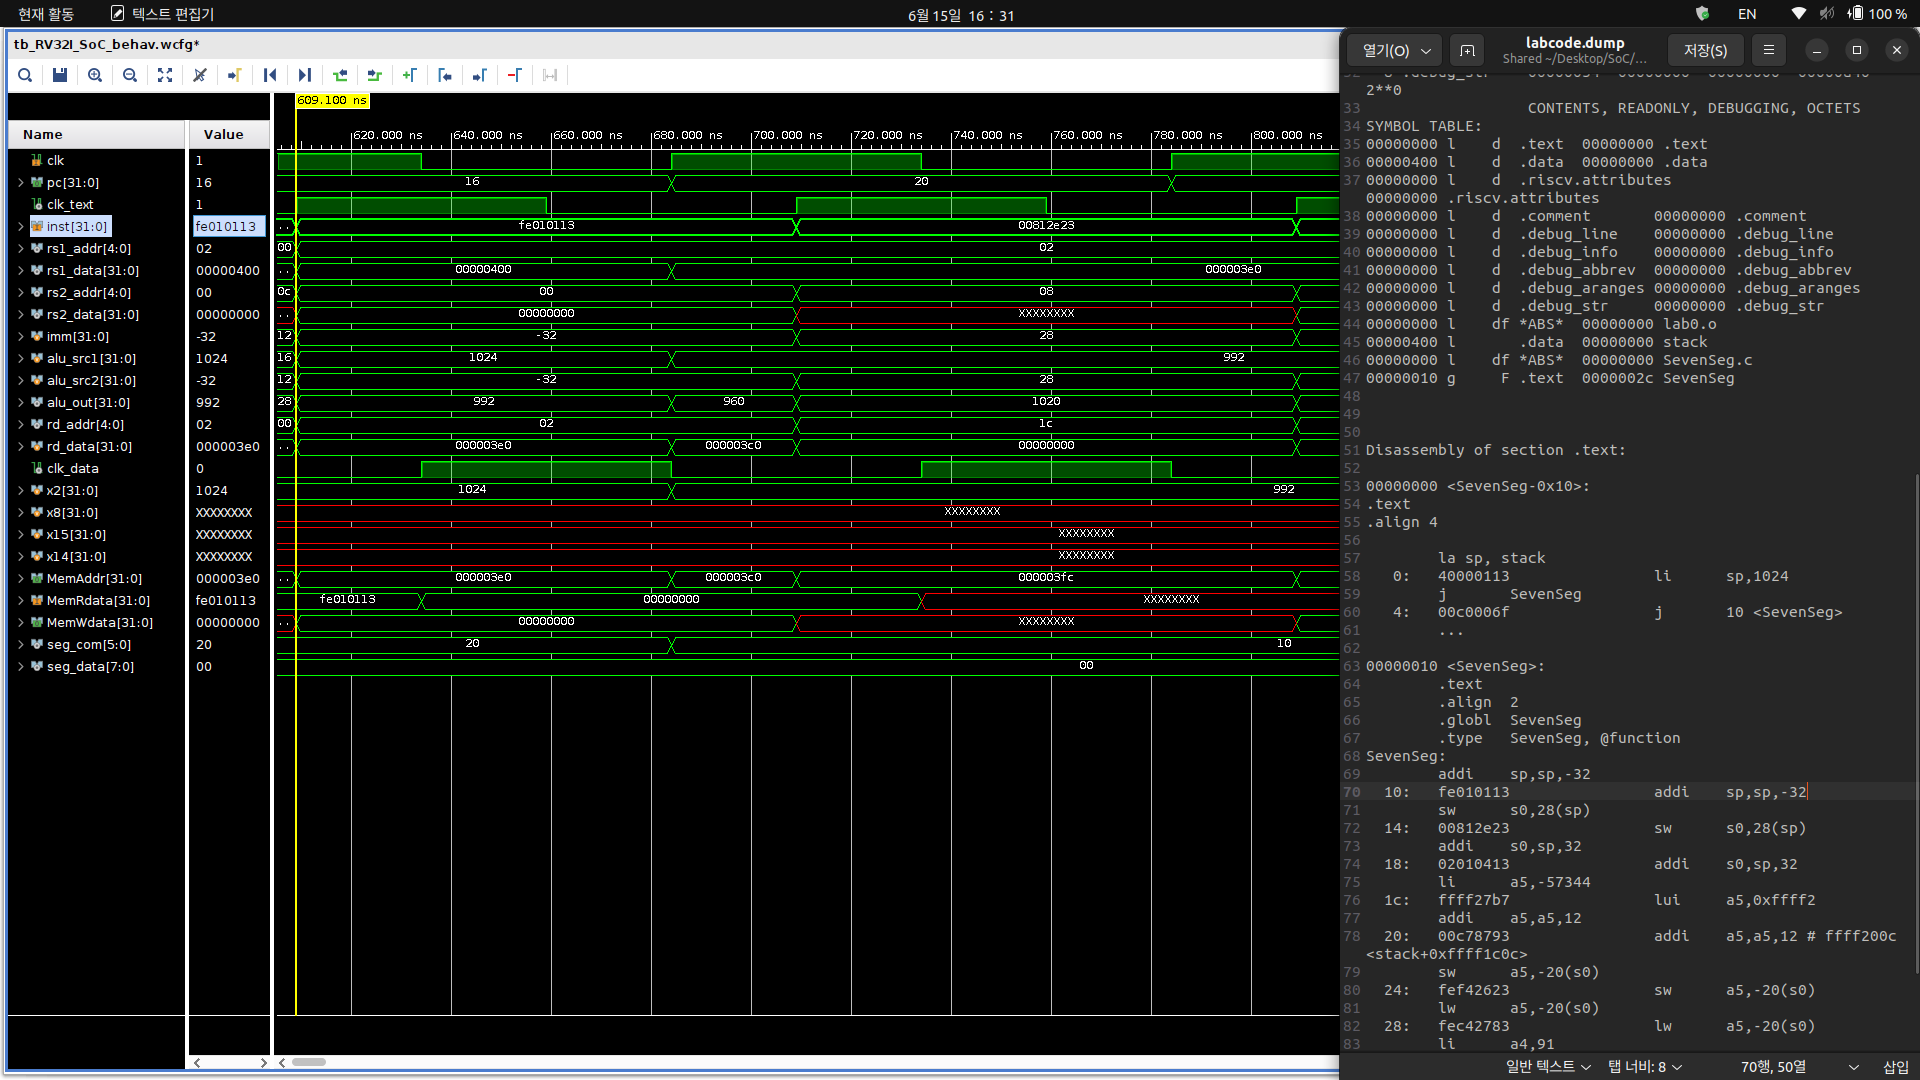 현재 활동 텍스트 편집기 6월 15일 16 : 31 EN 100 %
tb_RV32I_SoC_behav.wcfg*
609.100 ns
620.000 ns 640.000 ns 660.000 ns 680.000 ns 700.000 ns 720.000 ns 740.000 ns 760.000 ns 780.000 ns 800.000 ns
Name Value
clk 1
pc[31:0] 16 16 20
clk_text 1
inst[31:0] fe010113 .. fe010113 00812e23
rs1_addr[4:0] 02 00 02
rs1_data[31:0] 00000400 .. 00000400 000003e0
rs2_addr[4:0] 00 0c 00 08
rs2_data[31:0] 00000000 .. 00000000 XXXXXXXX
imm[31:0] -32 12 -32 28
alu_src1[31:0] 1024 16 1024 992
alu_src2[31:0] -32 12 -32 28
alu_out[31:0] 992 28 992 960 1020
rd_addr[4:0] 02 00 02 1c
rd_data[31:0] 000003e0 .. 000003e0 000003c0 00000000
clk_data 0
x2[31:0] 1024 1024 992
x8[31:0] XXXXXXXX XXXXXXXX
x15[31:0] XXXXXXXX XXXXXXXX
x14[31:0] XXXXXXXX XXXXXXXX
MemAddr[31:0] 000003e0 .. 000003e0 000003c0 000003fc
MemRdata[31:0] fe010113 fe010113 00000000 XXXXXXXX
MemWdata[31:0] 00000000 .. 00000000 XXXXXXXX
seg_com[5:0] 20 20 10
seg_data[7:0] 00 00
열기(O) labcode.dump 저장(S)
Shared ~/Desktop/SoC/...
2**0
33 CONTENTS, READONLY, DEBUGGING, OCTETS
34 SYMBOL TABLE:
35 00000000 l d .text 00000000 .text
36 00000400 l d .data 00000000 .data
37 00000000 l d .riscv.attributes
00000000 .riscv.attributes
38 00000000 l d .comment 00000000 .comment
39 00000000 l d .debug_line 00000000 .debug_line
40 00000000 l d .debug_info 00000000 .debug_info
41 00000000 l d .debug_abbrev 00000000 .debug_abbrev
42 00000000 l d .debug_aranges 00000000 .debug_aranges
43 00000000 l d .debug_str 00000000 .debug_str
44 00000000 l df *ABS* 00000000 lab0.o
45 00000400 l .data 00000000 stack
46 00000000 l df *ABS* 00000000 SevenSeg.c
47 00000010 g F .text 0000002c SevenSeg
48
49
50
51 Disassembly of section .text:
52
53 00000000 <SevenSeg-0x10>:
54 .text
55 .align 4
56
57 la sp, stack
58 0: 40000113 li sp,1024
59 j SevenSeg
60 4: 00c0006f j 10 <SevenSeg>
61 ...
62
63 00000010 <SevenSeg>:
64 .text
65 .align 2
66 .globl SevenSeg
67 .type SevenSeg, @function
68 SevenSeg:
69 addi sp,sp,-32
70 10: fe010113 addi sp,sp,-32
71 sw s0,28(sp)
72 14: 00812e23 sw s0,28(sp)
73 addi s0,sp,32
74 18: 02010413 addi s0,sp,32
75 li a5,-57344
76 1c: ffff27b7 lui a5,0xffff2
77 addi a5,a5,12
78 20: 00c78793 addi a5,a5,12 # ffff200c
<stack+0xffff1c0c>
79 sw a5,-20(s0)
80 24: fef42623 sw a5,-20(s0)
81 lw a5,-20(s0)
82 28: fec42783 lw a5,-20(s0)
83 li a4,91
일반 텍스트 탭 너비: 8 70행, 50열 삽입